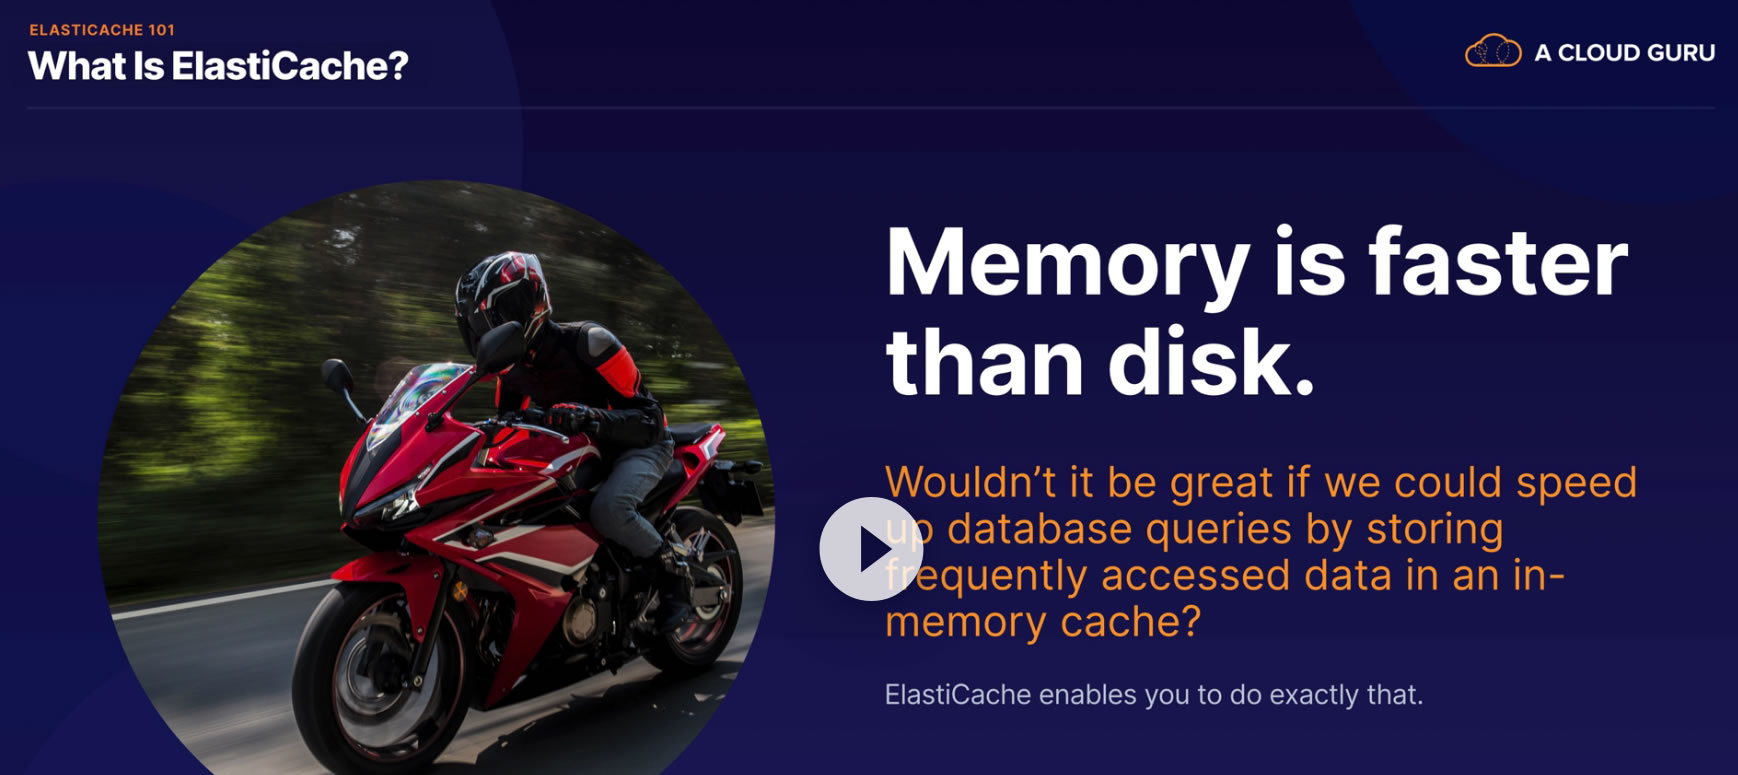 ELASTICACHE 101
What Is ElastiCache?
A CLOUD GURU
Memory is faster
than disk.
Wouldn’t it be great if we could speed
up database queries by storing
frequently accessed data in an in-
memory cache?
ElastiCache enables you to do exactly that.